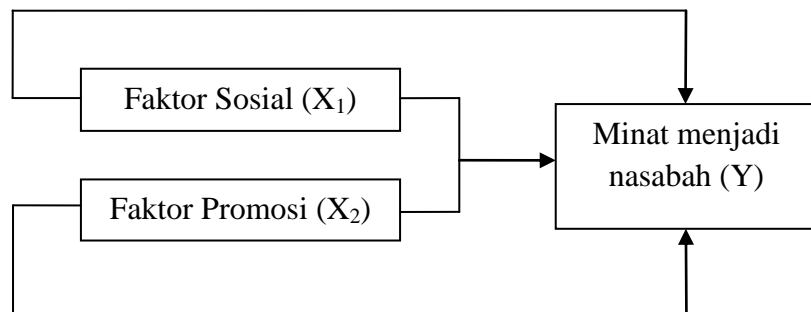 Faktor Sosial (X₁)
Minat menjadi
nasabah (Y)
Faktor Promosi (X₂)